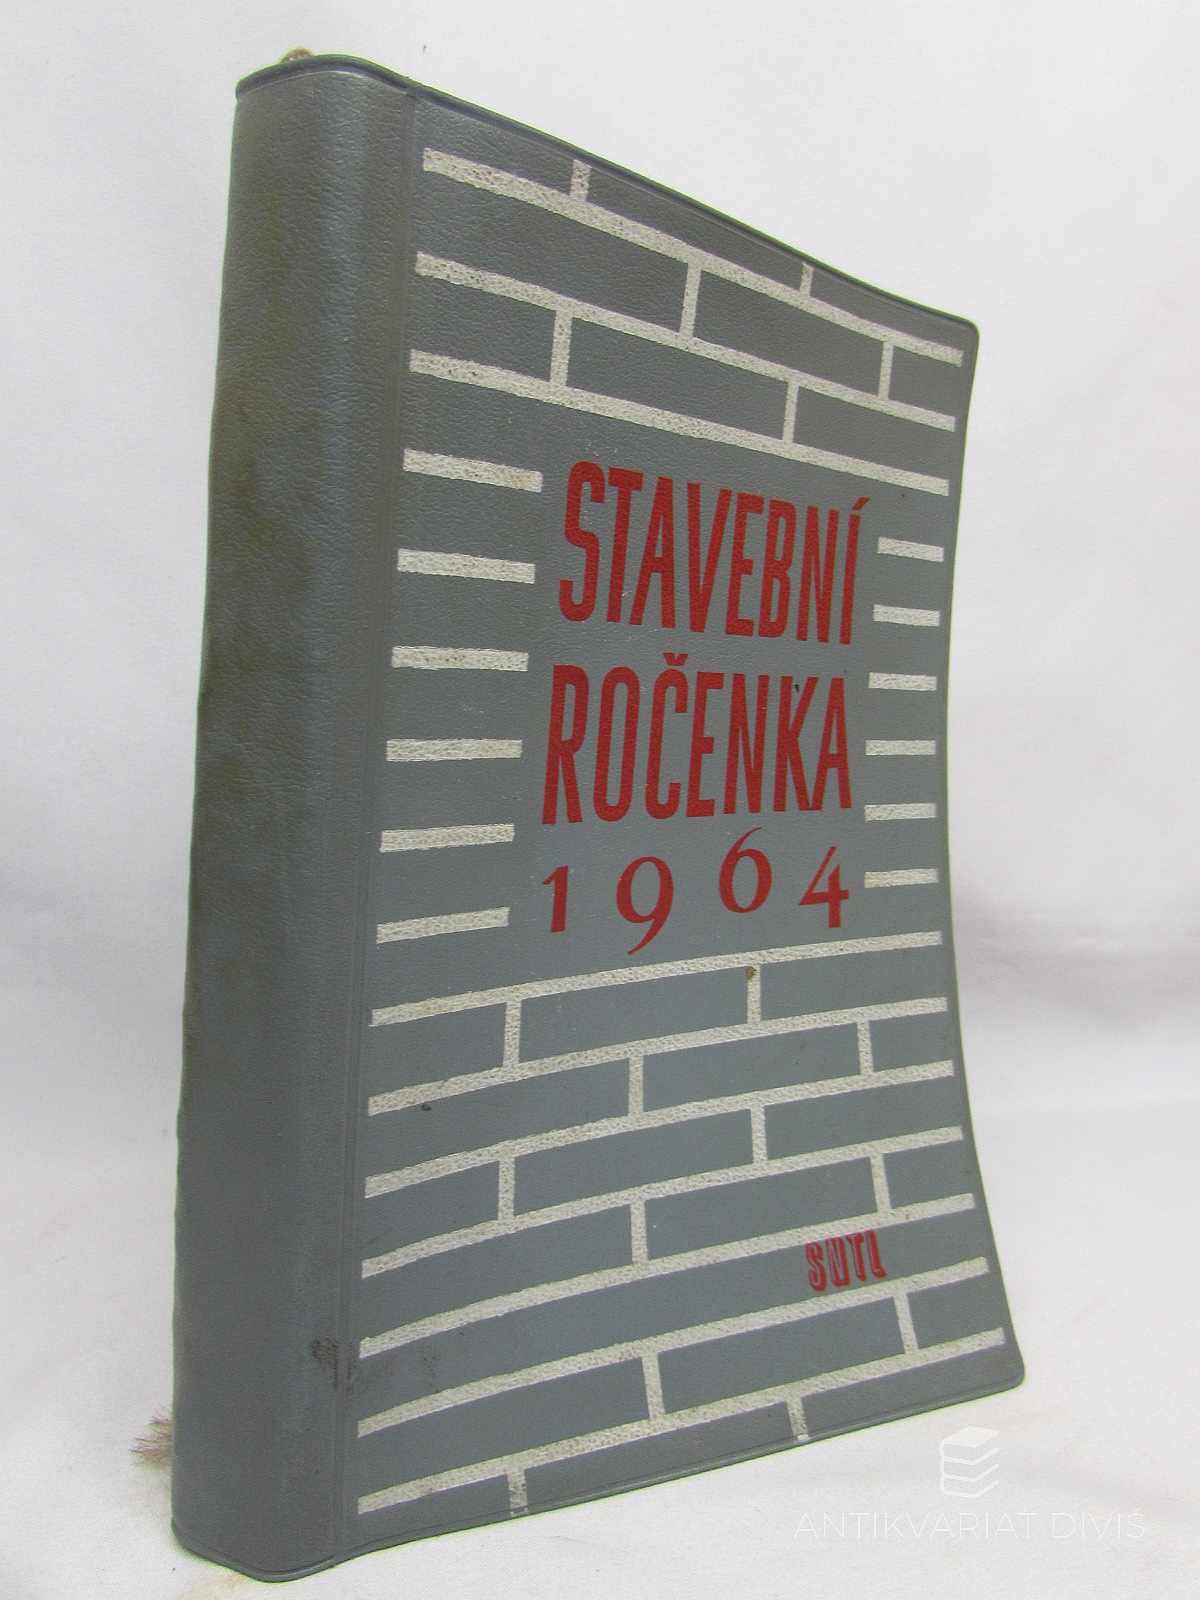 STAVEBNÍ
ROČENKA
1964
SNTL
ANTIKVARIAT DIVIŠ